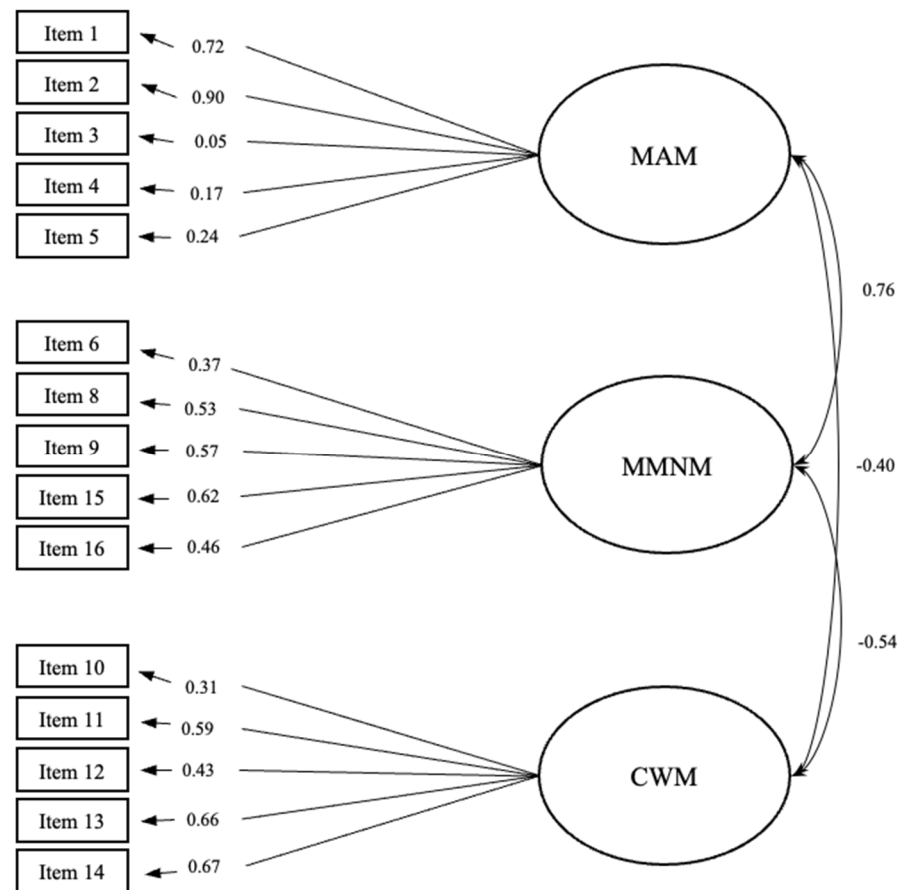 Item 1
0.72
Item 2
0.90
Item 3
0.05
MAM
Item 4
0.17
Item 5
0.24
0.76
Item 6
0.37
Item 8
0.53
Item 9
0.57
MMNM
-0.40
Item 15
0.62
Item 16
0.46
-0.54
Item 10
0.31
Item 11
0.59
Item 12
0.43
CWM
Item 13
0.66
Item 14
0.67